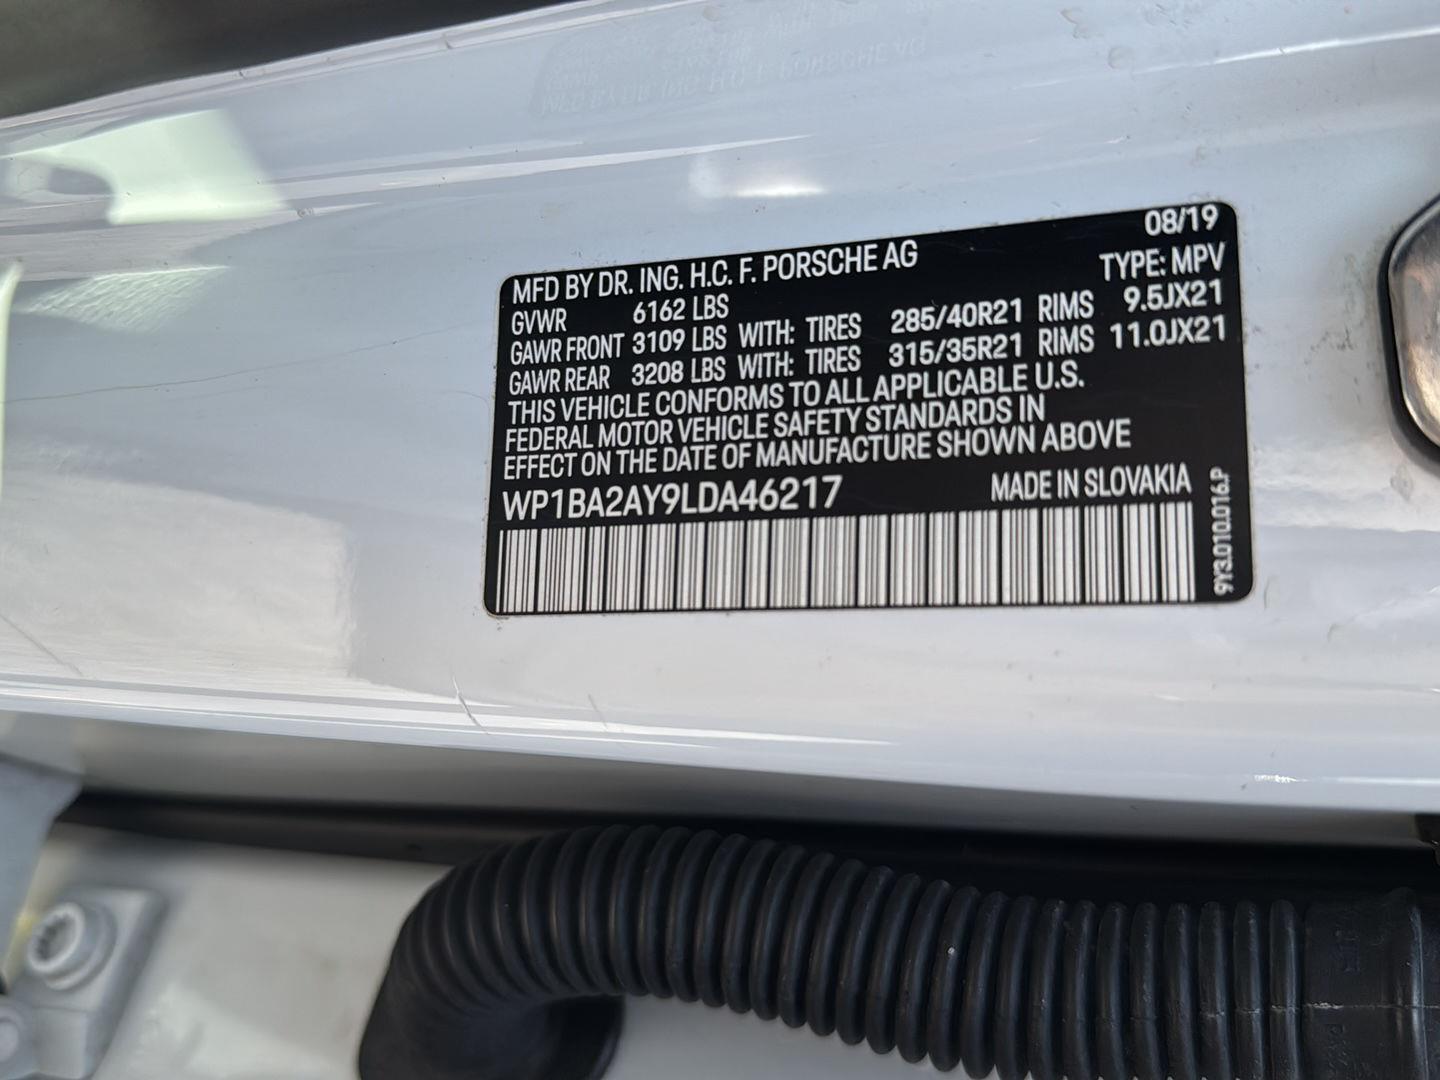 08/19
MFD BY DR. ING. H.C. F. PORSCHE AG TYPE: MPV
GVWR 6162 LBS
GAWR FRONT 3109 LBS WITH: TIRES 285/40R21 RIMS 9.5JX21
GAWR REAR 3208 LBS WITH: TIRES 315/35R21 RIMS 11.0JX21
THIS VEHICLE CONFORMS TO ALL APPLICABLE U.S.
FEDERAL MOTOR VEHICLE SAFETY STANDARDS IN
EFFECT ON THE DATE OF MANUFACTURE SHOWN ABOVE
WP1BA2AY9LDA46217 MADE IN SLOVAKIA
9Y3.010.016.P